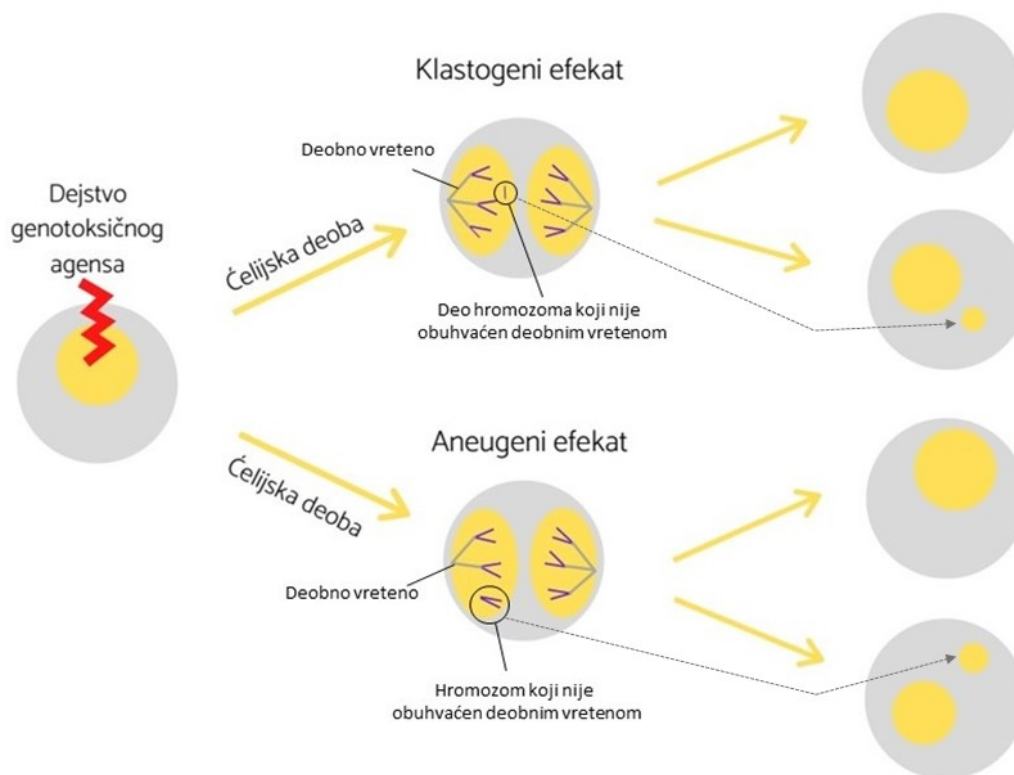 Klastogeni efekat
Deobno vreteno
Dejstvo
genotoksičnog
agensa
Ćelijska deoba
Deo hromozoma koji nije
obuhvaćen deobnim vretenom
Aneugeni efekat
Ćelijska deoba
Deobno vreteno
Hromozom koji nije
obuhvaćen deobnim vretenom